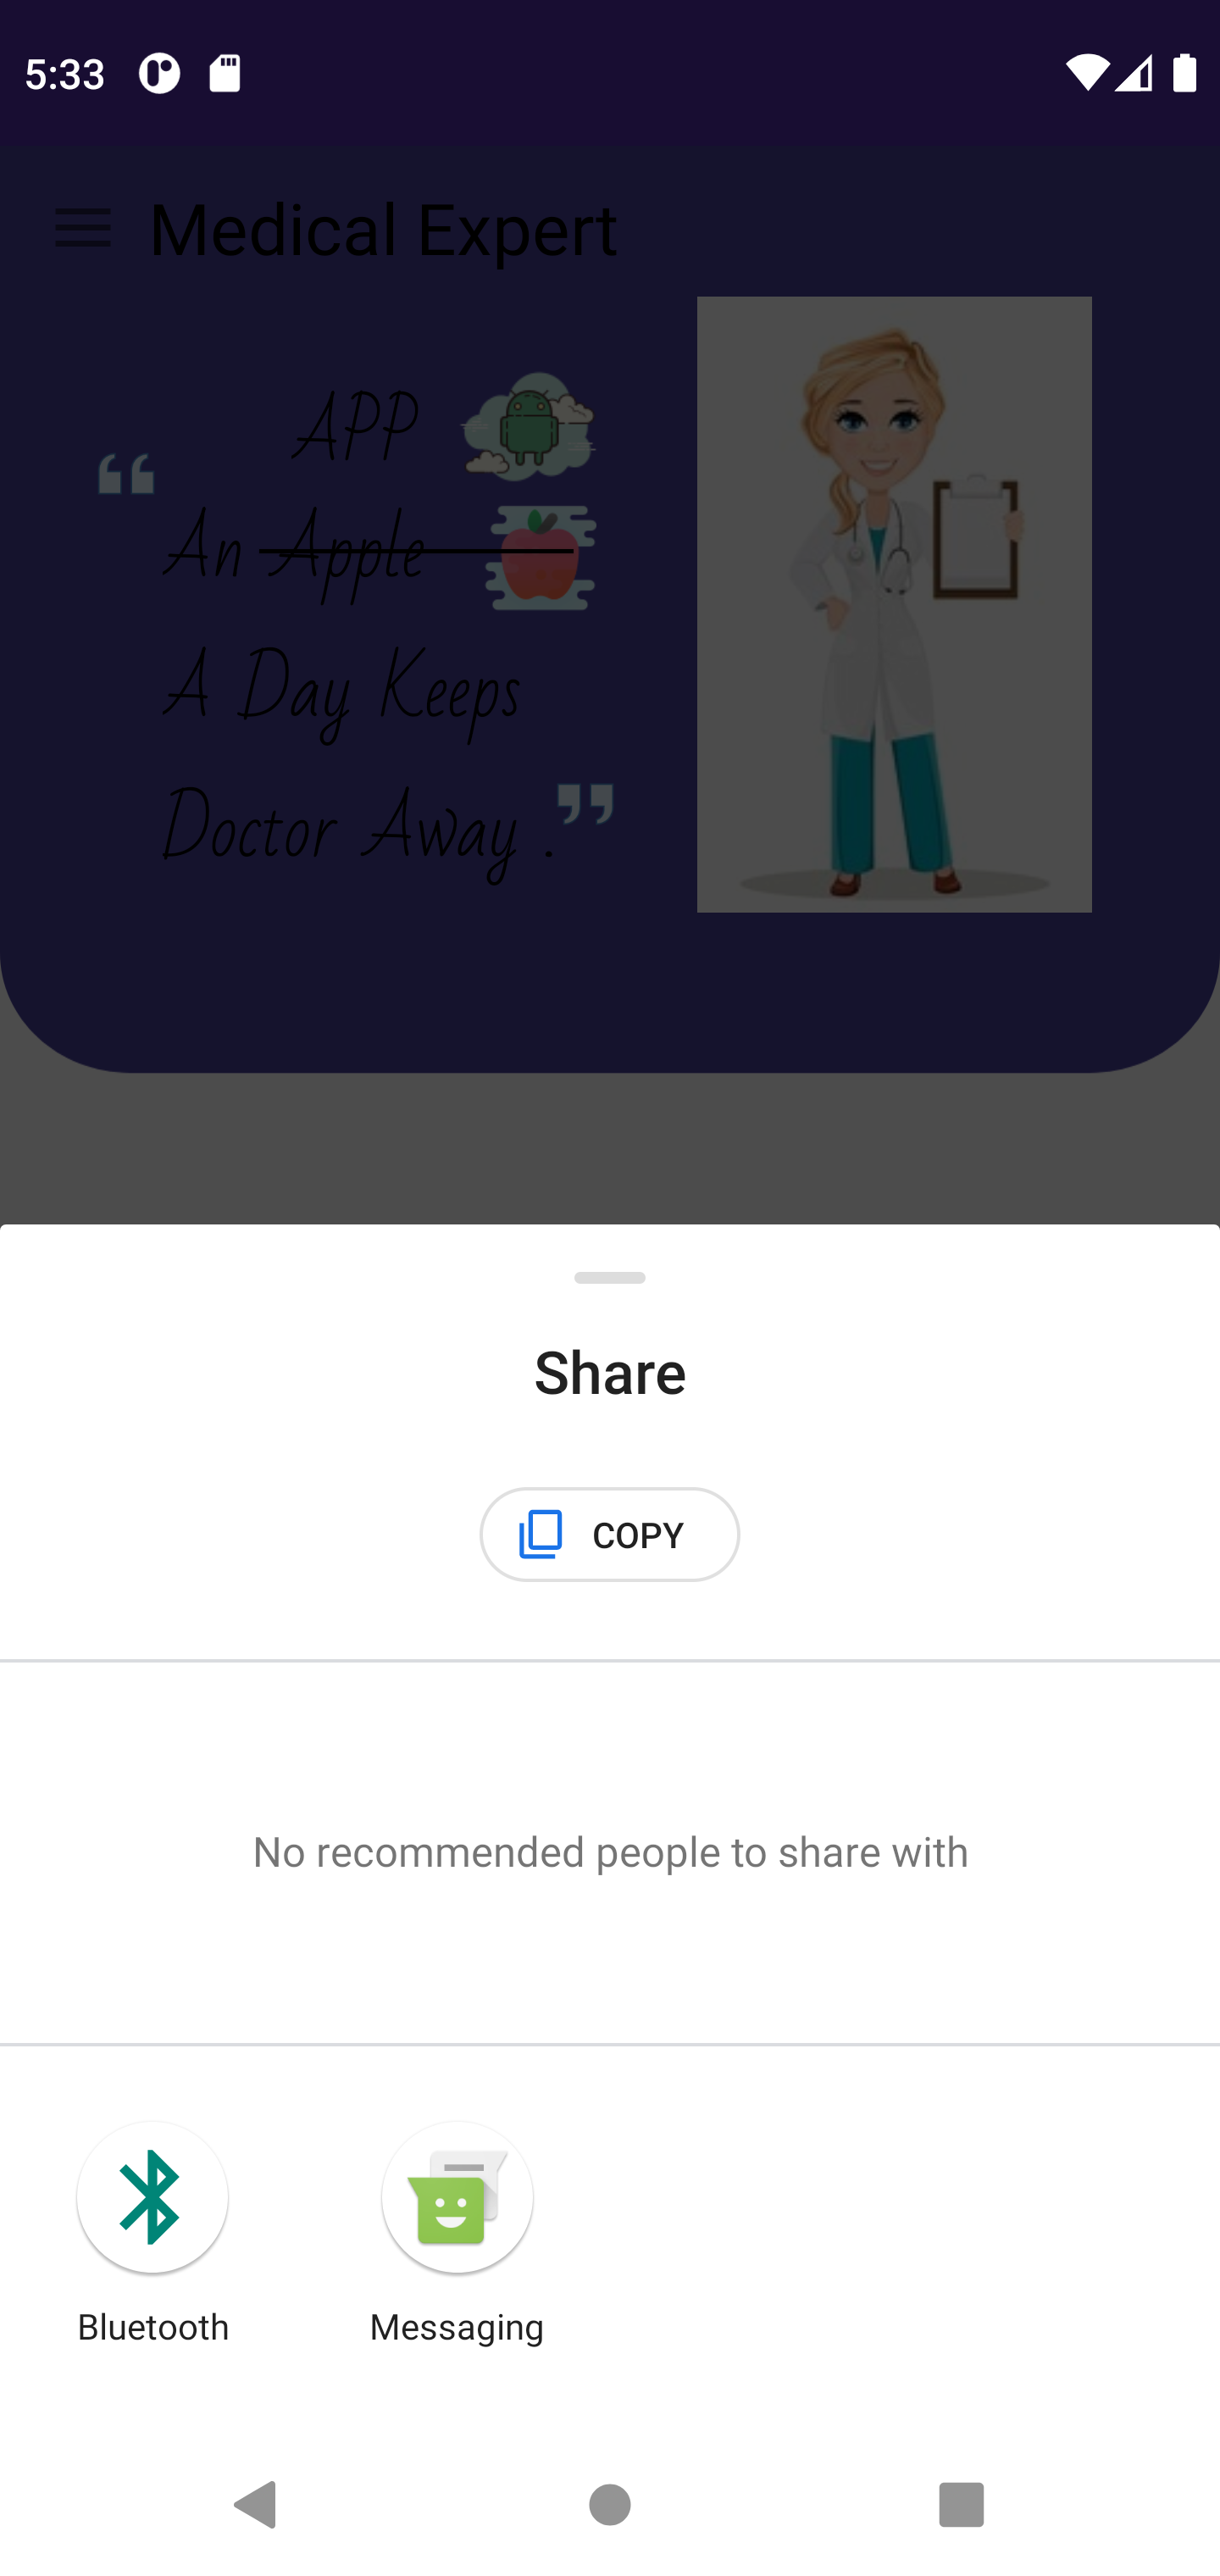 5:33
Medical Expert
APP
“ An Apple
A Day Keeps
Doctor Away . ”
Share
COPY
No recommended people to share with
Bluetooth
Messaging